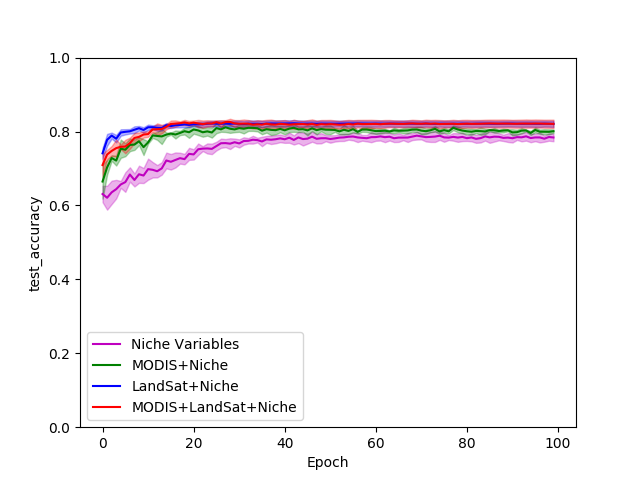 1.0
0.8
0.6
0.4
0.2
0.0
test_accuracy
Niche Variables
MODIS+Niche
LandSat+Niche
MODIS+LandSat+Niche
0 20 40 60 80 100
Epoch